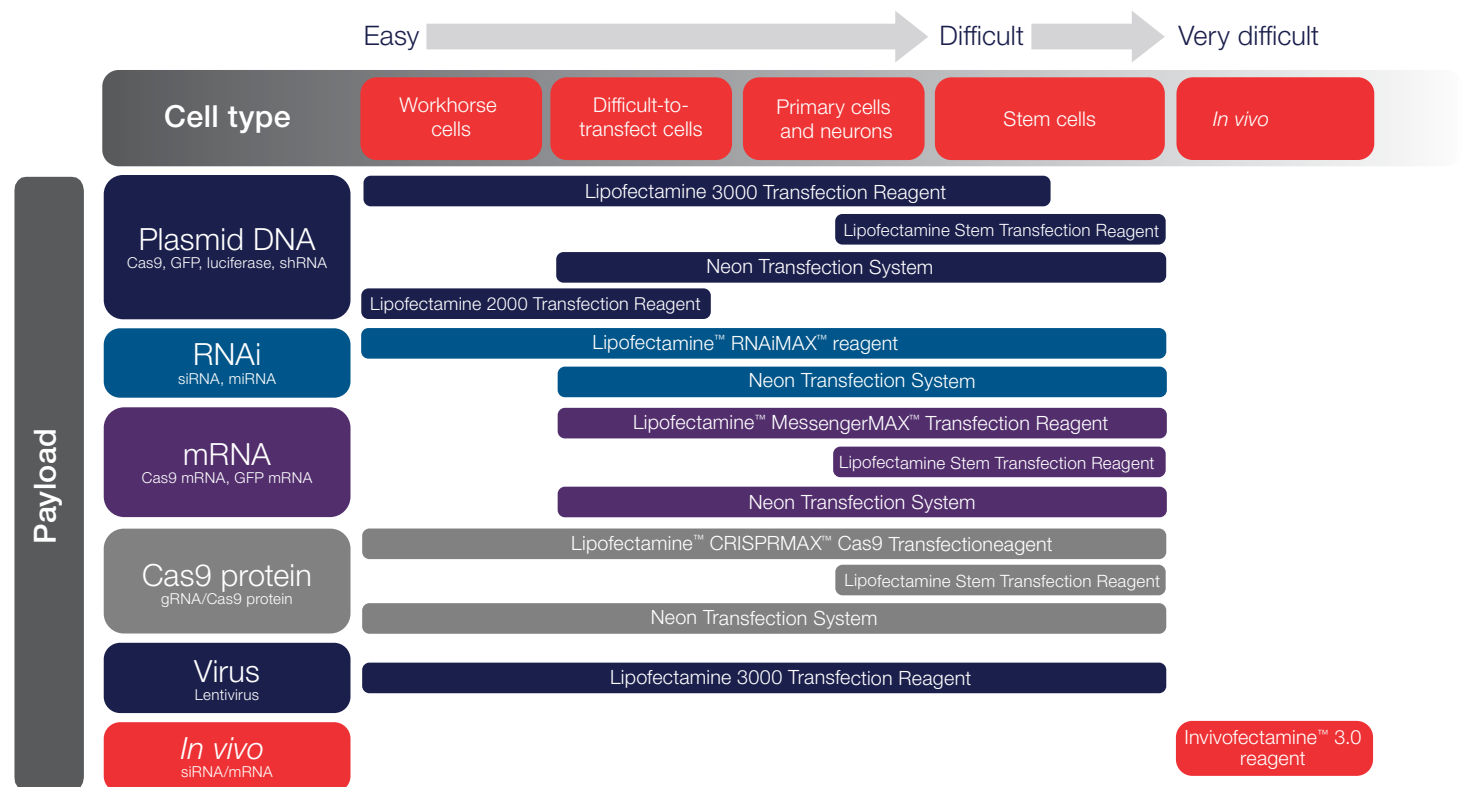 Easy
Difficult
Very difficult
Cell type
Workhorse
cells
Difficult-to-
transfect cells
Primary cells
and neurons
Stem cells
In vivo
Payload
Plasmid DNA
Cas9, GFP, luciferase, shRNA
Lipofectamine 3000 Transfection Reagent
Lipofectamine Stem Transfection Reagent
Neon Transfection System
Lipofectamine 2000 Transfection Reagent
RNAi
siRNA, miRNA
Lipofectamine™ RNAiMAX™ reagent
Neon Transfection System
mRNA
Cas9 mRNA, GFP mRNA
Lipofectamine™ MessengerMAX™ Transfection Reagent
Lipofectamine Stem Transfection Reagent
Neon Transfection System
Cas9 protein
gRNA/Cas9 protein
Lipofectamine™ CRISPRMAX™ Cas9 Transfectioneagent
Lipofectamine Stem Transfection Reagent
Neon Transfection System
Virus
Lentivirus
Lipofectamine 3000 Transfection Reagent
In vivo
siRNA/mRNA
Invivofectamine™ 3.0
reagent